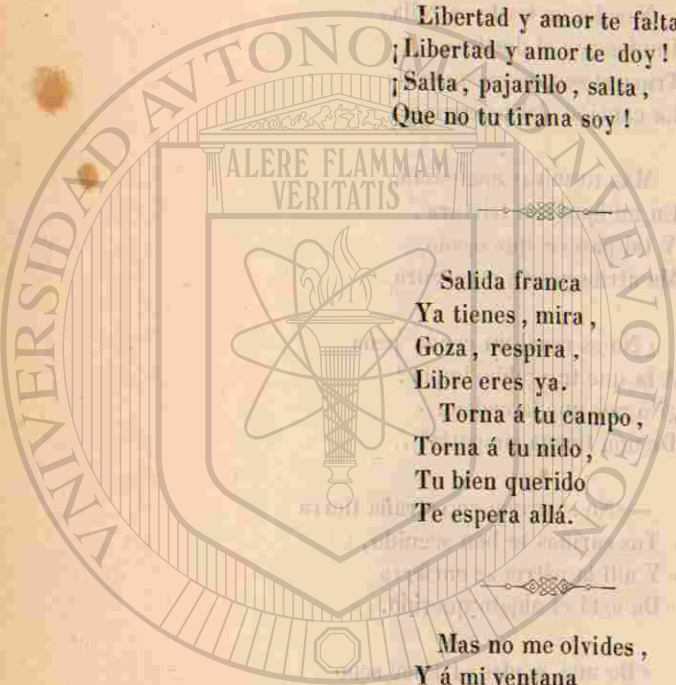 Libertad y amor te falta
¡Libertad y amor te doy!
¡Salta, pajarillo, salta,
Que no tu tirana soy!
ALERE FLAMMAM
VERITATIS
Salida franca
Ya tienes, mira,
Goza, respira,
Libre eres ya.
Torna á tu campo,
Torna á tu nido,
Tu bien querido
Te espera allá.
Mas no me olvides,
Y á mi ventana